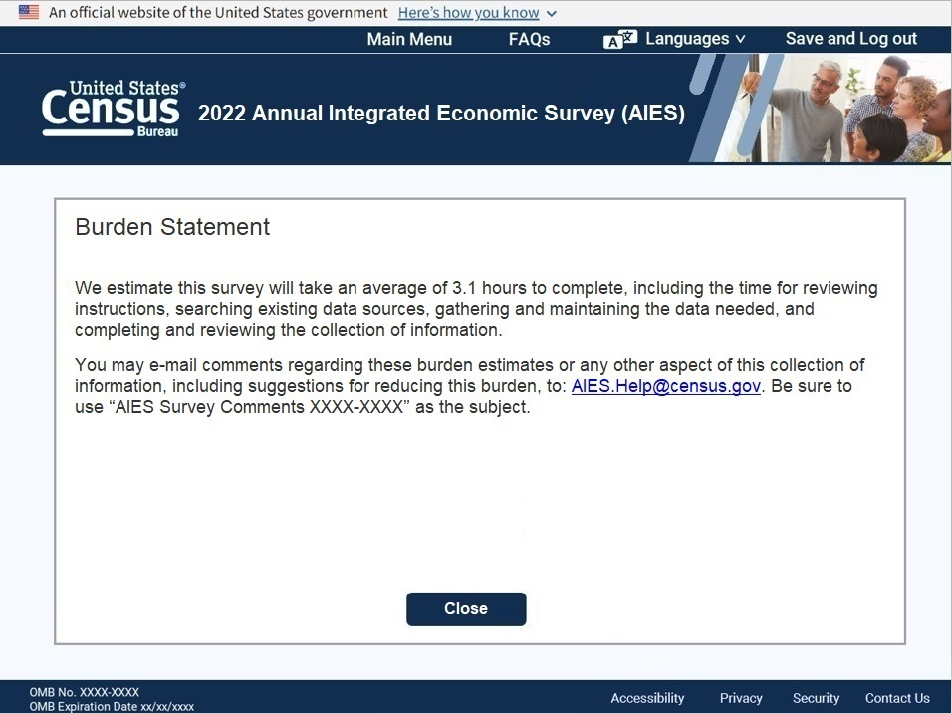 An official website of the United States government Here's how you know
Main Menu FAQs Languages Save and Log out
United States®
Census
Bureau
2022 Annual Integrated Economic Survey (AIES)
Burden Statement
We estimate this survey will take an average of 3.1 hours to complete, including the time for reviewing
instructions, searching existing data sources, gathering and maintaining the data needed, and
completing and reviewing the collection of information.
You may e-mail comments regarding these burden estimates or any other aspect of this collection of
information, including suggestions for reducing this burden, to: AIES.Help@census.gov. Be sure to
use “AIES Survey Comments XXXX-XXXX” as the subject.
Close
OMB No. XXXX-XXXX
OMB Expiration Date xx/xx/xxxx
Accessibility Privacy Security Contact Us